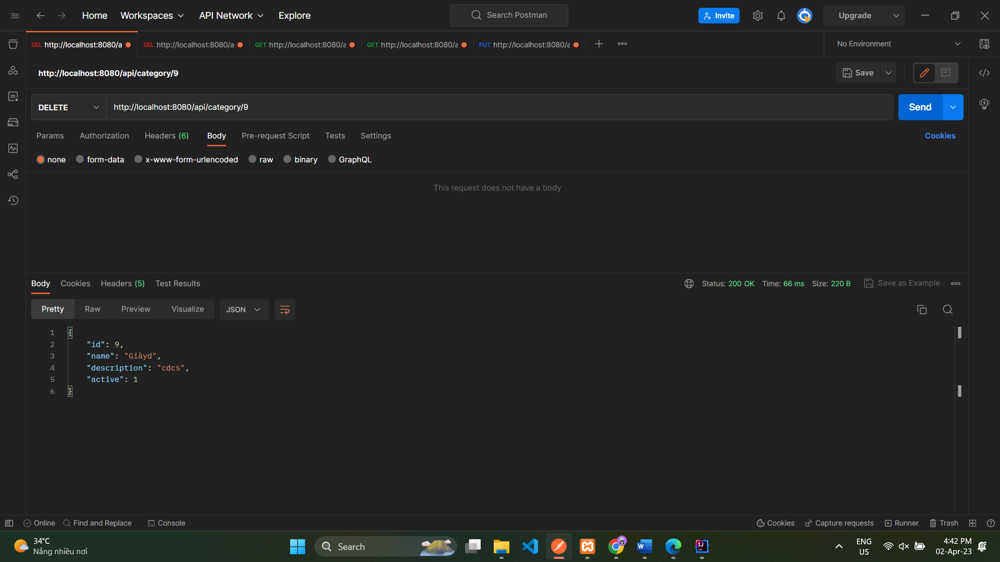 Home Workspaces API Network Explore
Search Postman
Invite
Upgrade
DEL http://localhost:8080/a
DEL http://localhost:8080/a
GET http://localhost:8080/a
GET http://localhost:8080/a
PUT http://localhost:8080/a
No Environment
http://localhost:8080/api/category/9
Save
DELETE http://localhost:8080/api/category/9
Send
Params Authorization Headers (6) Body Pre-request Script Tests Settings
Cookies
none form-data x-www-form-urlencoded raw binary GraphQL
This request does not have a body
Body Cookies Headers (5) Test Results
Status: 200 OK Time: 66 ms Size: 220 B Save as Example
Pretty Raw Preview Visualize JSON
1 {
2 "id": 9,
3 "name": "Giàyd",
4 "description": "cdcs",
5 "active": 1
6 }
Online Find and Replace Console
Cookies Capture requests Runner Trash
34°C
Nắng nhiều nơi
Search
ENG
US
4:42 PM
02-Apr-23